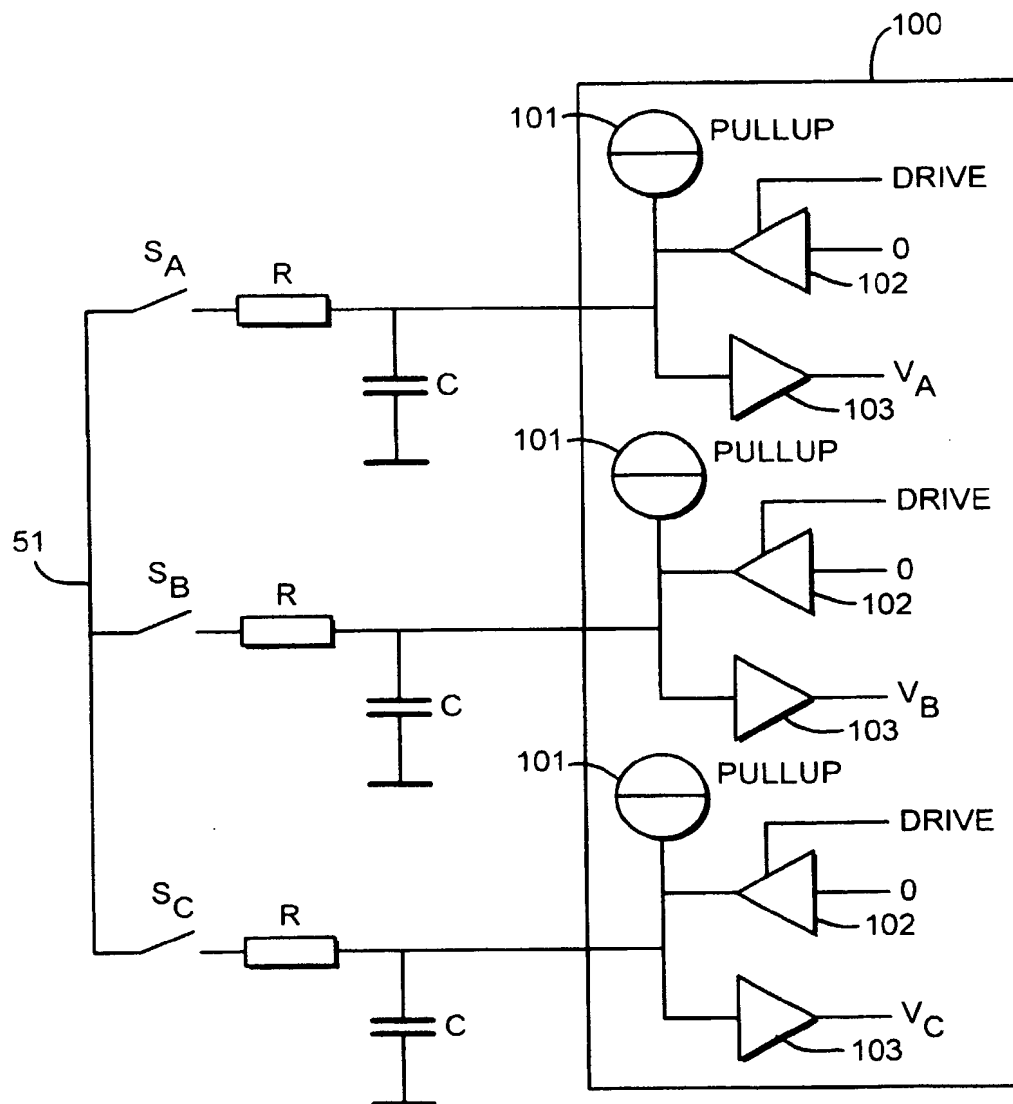 100
101 PULLUP
DRIVE
0
102
S_A
R
C
V_A
103
101 PULLUP
DRIVE
0
102
51
S_B
R
C
V_B
103
101 PULLUP
DRIVE
0
102
S_C
R
C
V_C
103